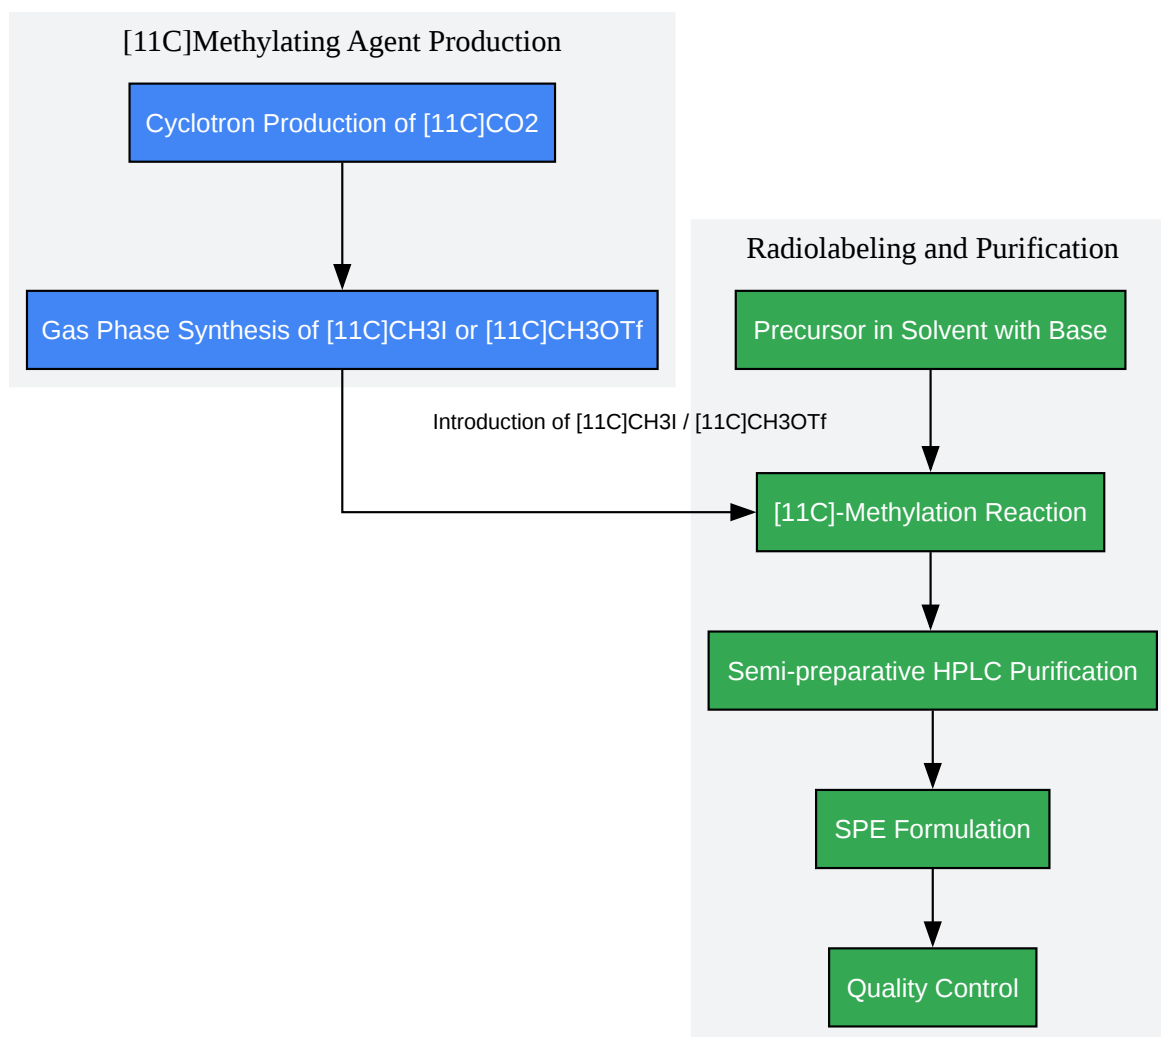 [11C]Methylating Agent Production
Cyclotron Production of [11C]CO2
Gas Phase Synthesis of [11C]CH3I or [11C]CH3OTf
Introduction of [11C]CH3I / [11C]CH3OTf
Radiolabeling and Purification
Precursor in Solvent with Base
[11C]-Methylation Reaction
Semi-preparative HPLC Purification
SPE Formulation
Quality Control